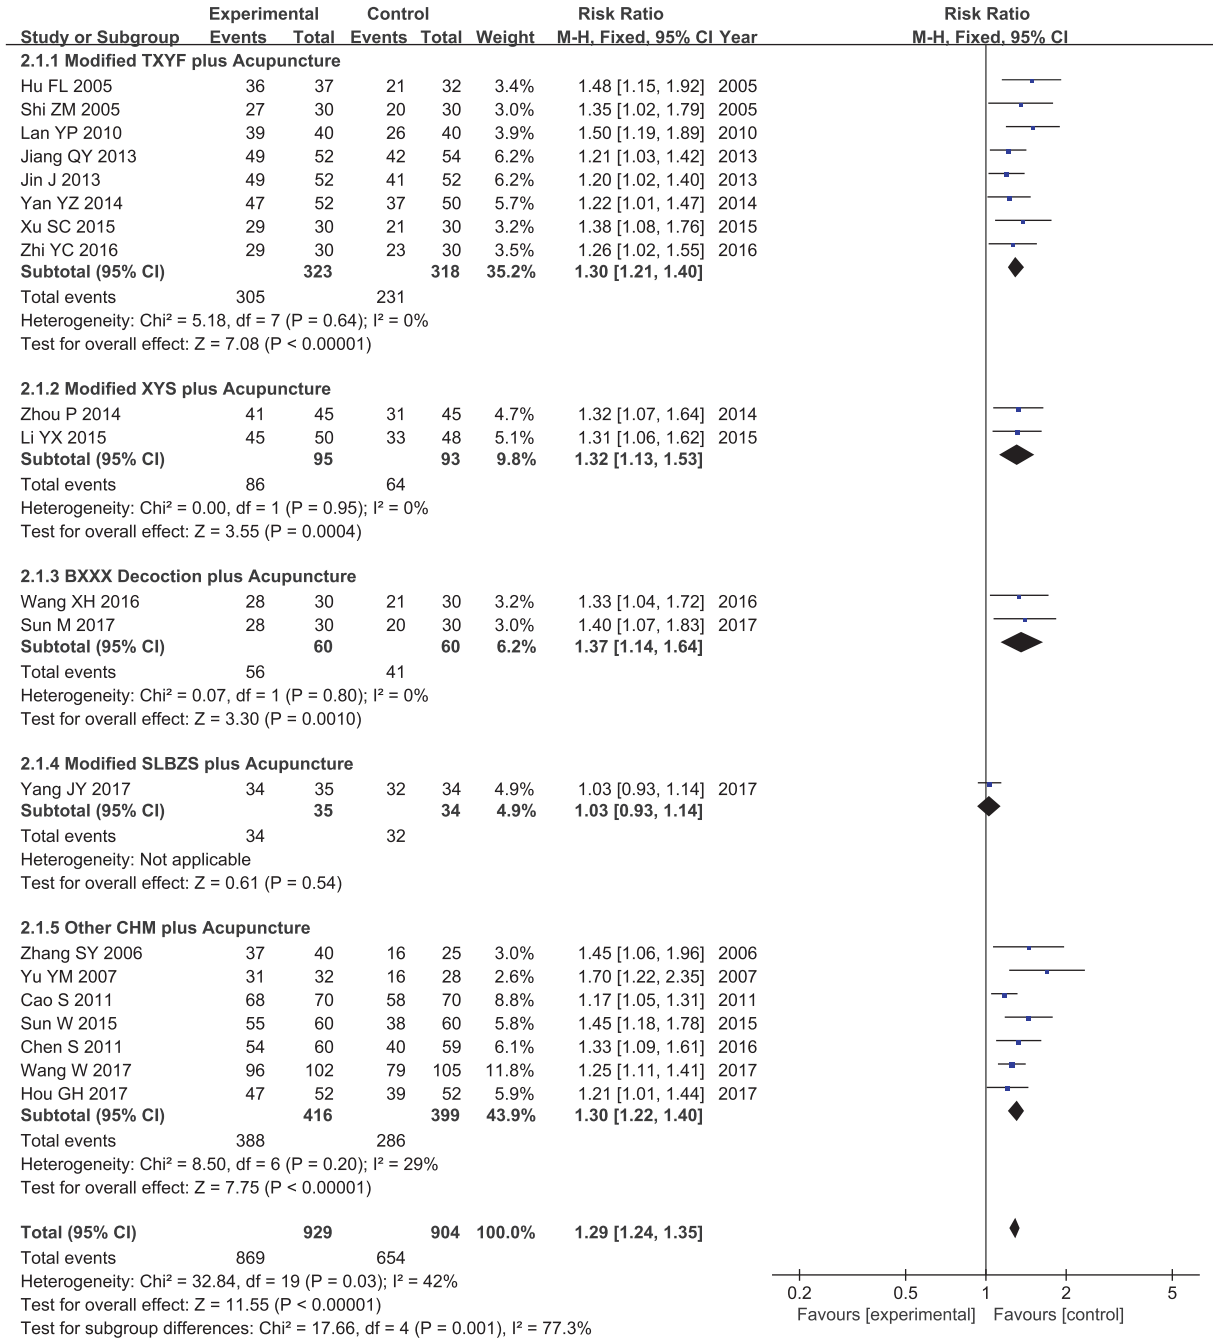 Experimental Control Risk Ratio Risk Ratio
Study or Subgroup Events Total Events Total Weight M-H, Fixed, 95% CI Year M-H, Fixed, 95% CI
2.1.1 Modified TXYF plus Acupuncture
Hu FL 2005 36 37 21 32 3.4% 1.48 [1.15, 1.92] 2005
Shi ZM 2005 27 30 20 30 3.0% 1.35 [1.02, 1.79] 2005
Lan YP 2010 39 40 26 40 3.9% 1.50 [1.19, 1.89] 2010
Jiang QY 2013 49 52 42 54 6.2% 1.21 [1.03, 1.42] 2013
Jin J 2013 49 52 41 52 6.2% 1.20 [1.02, 1.40] 2013
Yan YZ 2014 47 52 37 50 5.7% 1.22 [1.01, 1.47] 2014
Xu SC 2015 29 30 21 30 3.2% 1.38 [1.08, 1.76] 2015
Zhi YC 2016 29 30 23 30 3.5% 1.26 [1.02, 1.55] 2016
Subtotal (95% CI) 323 318 35.2% 1.30 [1.21, 1.40]
Total events 305 231
Heterogeneity: Chi² = 5.18, df = 7 (P = 0.64); I² = 0%
Test for overall effect: Z = 7.08 (P < 0.00001)
2.1.2 Modified XYS plus Acupuncture
Zhou P 2014 41 45 31 45 4.7% 1.32 [1.07, 1.64] 2014
Li YX 2015 45 50 33 48 5.1% 1.31 [1.06, 1.62] 2015
Subtotal (95% CI) 95 93 9.8% 1.32 [1.13, 1.53]
Total events 86 64
Heterogeneity: Chi² = 0.00, df = 1 (P = 0.95); I² = 0%
Test for overall effect: Z = 3.55 (P = 0.0004)
2.1.3 BXXX Decoction plus Acupuncture
Wang XH 2016 28 30 21 30 3.2% 1.33 [1.04, 1.72] 2016
Sun M 2017 28 30 20 30 3.0% 1.40 [1.07, 1.83] 2017
Subtotal (95% CI) 60 60 6.2% 1.37 [1.14, 1.64]
Total events 56 41
Heterogeneity: Chi² = 0.07, df = 1 (P = 0.80); I² = 0%
Test for overall effect: Z = 3.30 (P = 0.0010)
2.1.4 Modified SLBZS plus Acupuncture
Yang JY 2017 34 35 32 34 4.9% 1.03 [0.93, 1.14] 2017
Subtotal (95% CI) 35 34 4.9% 1.03 [0.93, 1.14]
Total events 34 32
Heterogeneity: Not applicable
Test for overall effect: Z = 0.61 (P = 0.54)
2.1.5 Other CHM plus Acupuncture
Zhang SY 2006 37 40 16 25 3.0% 1.45 [1.06, 1.96] 2006
Yu YM 2007 31 32 16 28 2.6% 1.70 [1.22, 2.35] 2007
Cao S 2011 68 70 58 70 8.8% 1.17 [1.05, 1.31] 2011
Sun W 2015 55 60 38 60 5.8% 1.45 [1.18, 1.78] 2015
Chen S 2011 54 60 40 59 6.1% 1.33 [1.09, 1.61] 2016
Wang W 2017 96 102 79 105 11.8% 1.25 [1.11, 1.41] 2017
Hou GH 2017 47 52 39 52 5.9% 1.21 [1.01, 1.44] 2017
Subtotal (95% CI) 416 399 43.9% 1.30 [1.22, 1.40]
Total events 388 286
Heterogeneity: Chi² = 8.50, df = 6 (P = 0.20); I² = 29%
Test for overall effect: Z = 7.75 (P < 0.00001)
Total (95% CI) 929 904 100.0% 1.29 [1.24, 1.35]
Total events 869 654
Heterogeneity: Chi² = 32.84, df = 19 (P = 0.03); I² = 42%
Test for overall effect: Z = 11.55 (P < 0.00001)
Test for subgroup differences: Chi² = 17.66, df = 4 (P = 0.001), I² = 77.3%
0.2 0.5 1 2 5
Favours [experimental] Favours [control]